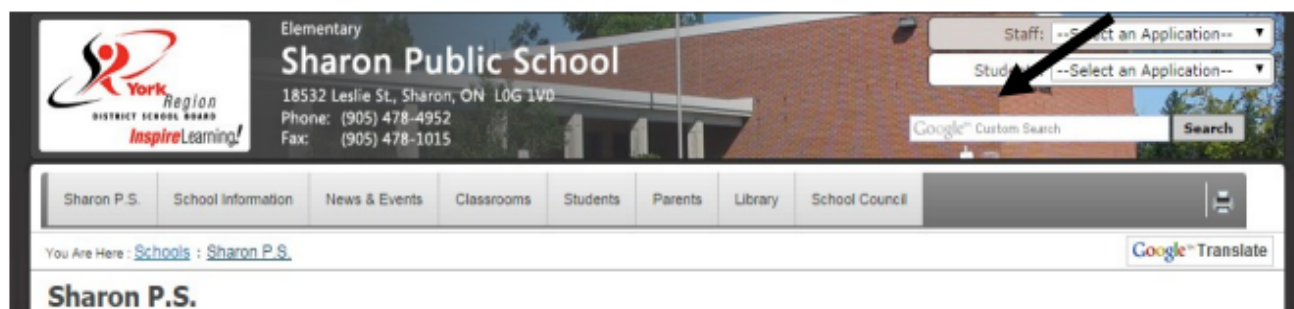 York
Region
DISTRICT SCHOOL BOARD
InspireLearning!
Elementary
Sharon Public School
18532 Leslie St., Sharon, ON L0G 1V0
Phone: (905) 478-4952
Fax: (905) 478-1015
Staff: --Select an Application--
--Select an Application--
Google™ Custom Search Search
Sharon P.S. School Information News & Events Classrooms Students Parents Library School Council
You Are Here : Schools : Sharon P.S.
Google™ Translate
Sharon P.S.